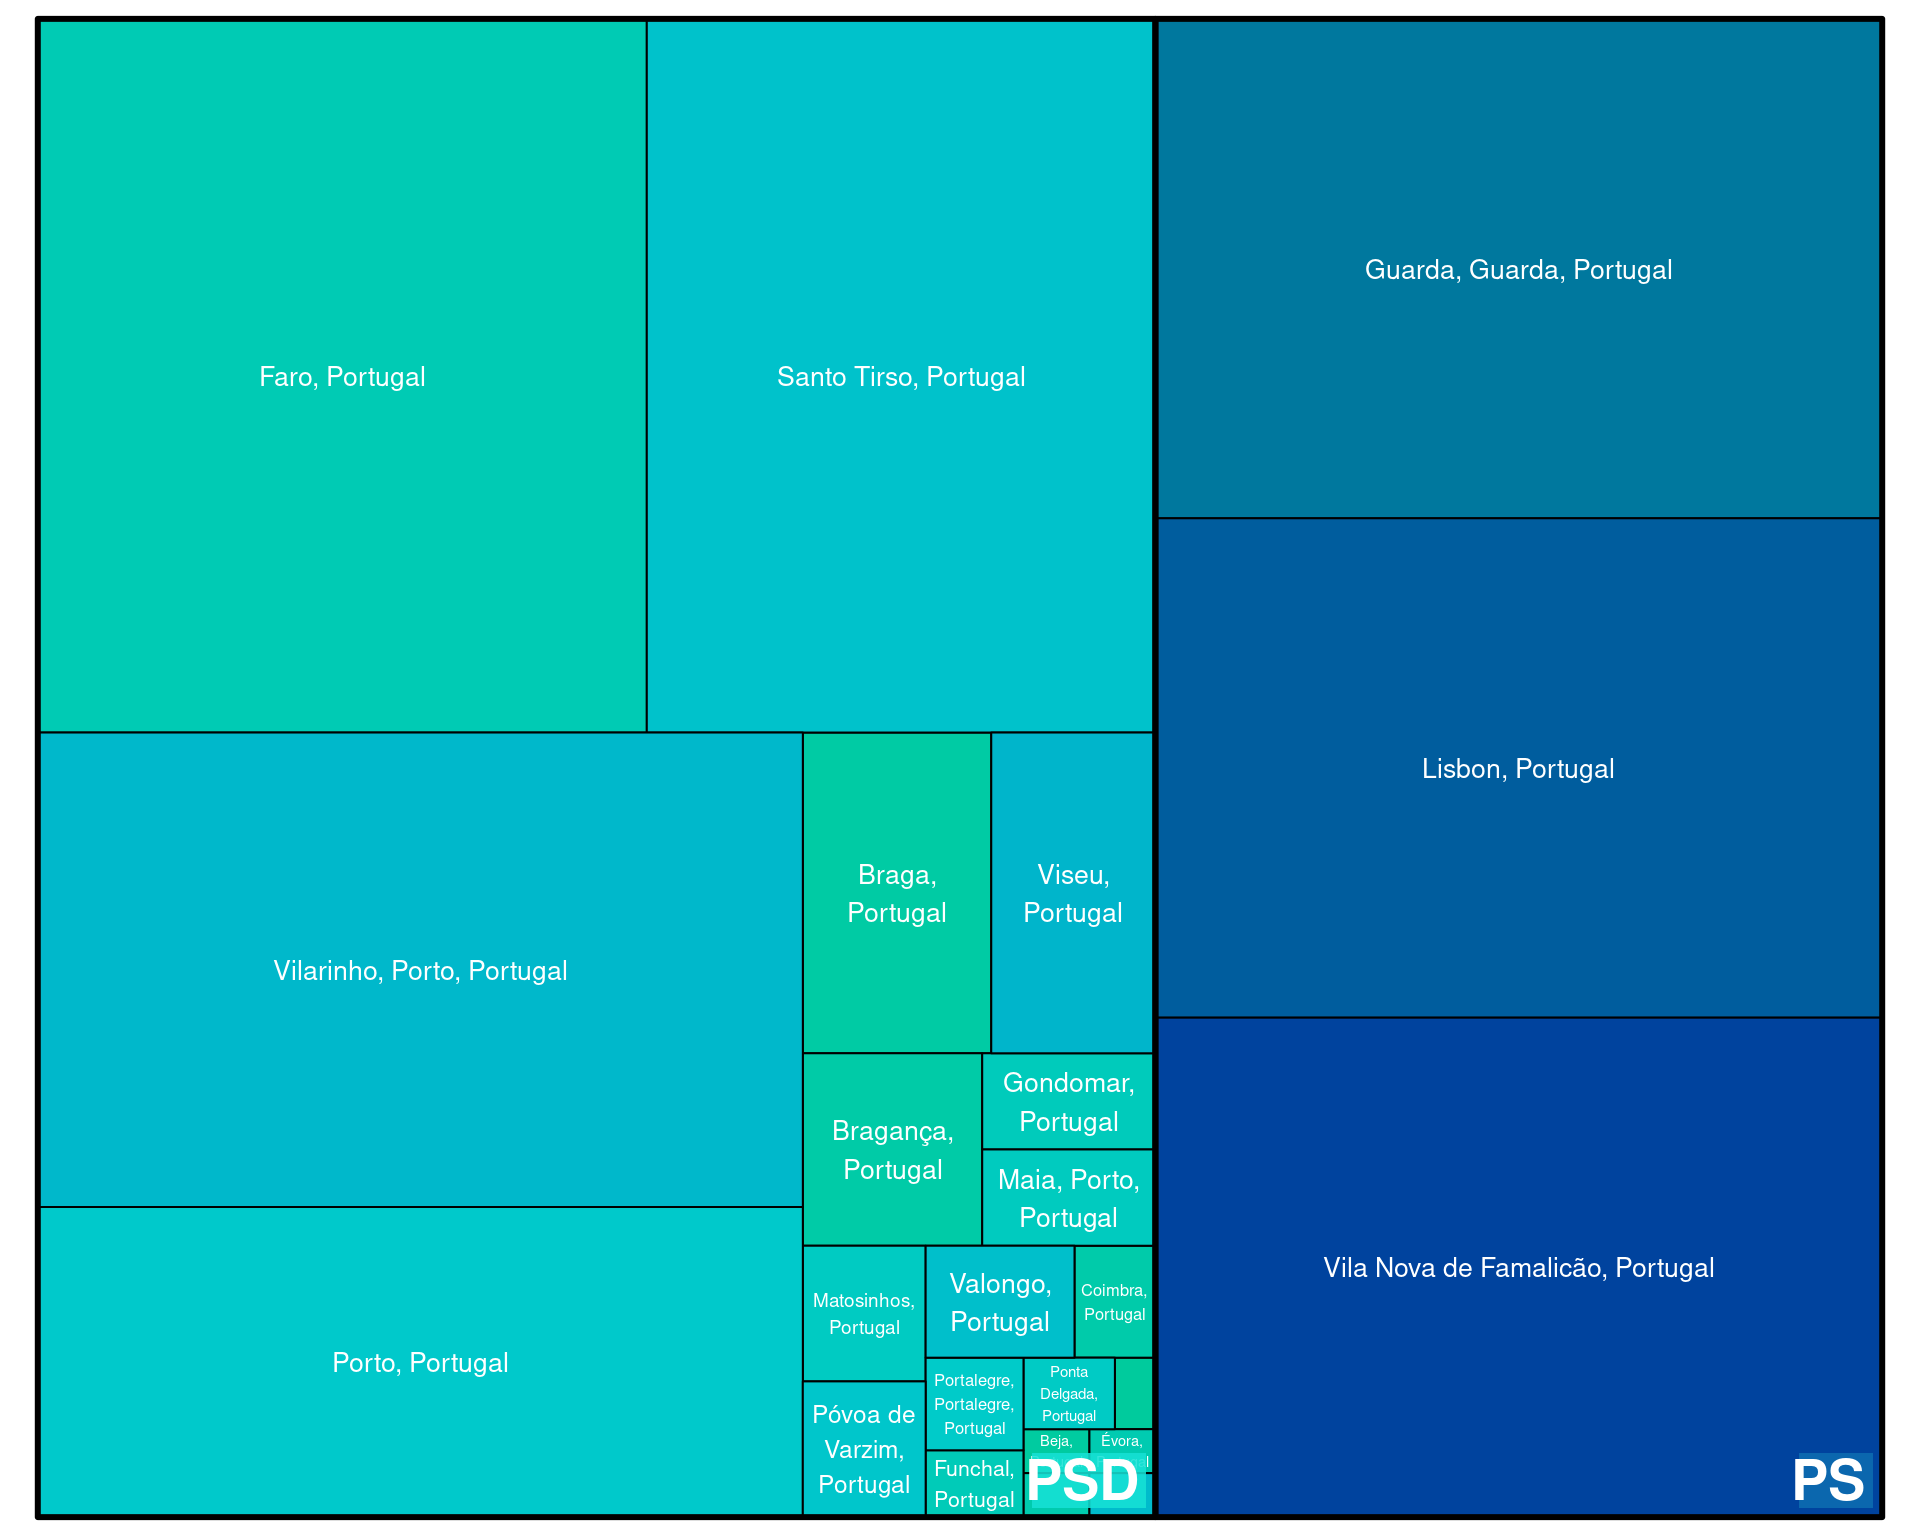 Faro, Portugal
Santo Tirso, Portugal
Guarda, Guarda, Portugal
Lisbon, Portugal
Vilarinho, Porto, Portugal
Braga,
Portugal
Viseu,
Portugal
Bragança,
Portugal
Gondomar,
Portugal
Maia, Porto,
Portugal
Porto, Portugal
Matosinhos,
Portugal
Valongo,
Portugal
Coimbra,
Portugal
Póvoa de
Varzim,
Portugal
Portalegre,
Portalegre,
Portugal
Ponta
Delgada,
Portugal
Funchal,
Portugal
Beja,
Évora,
PSD
Vila Nova de Famalicão, Portugal
PS